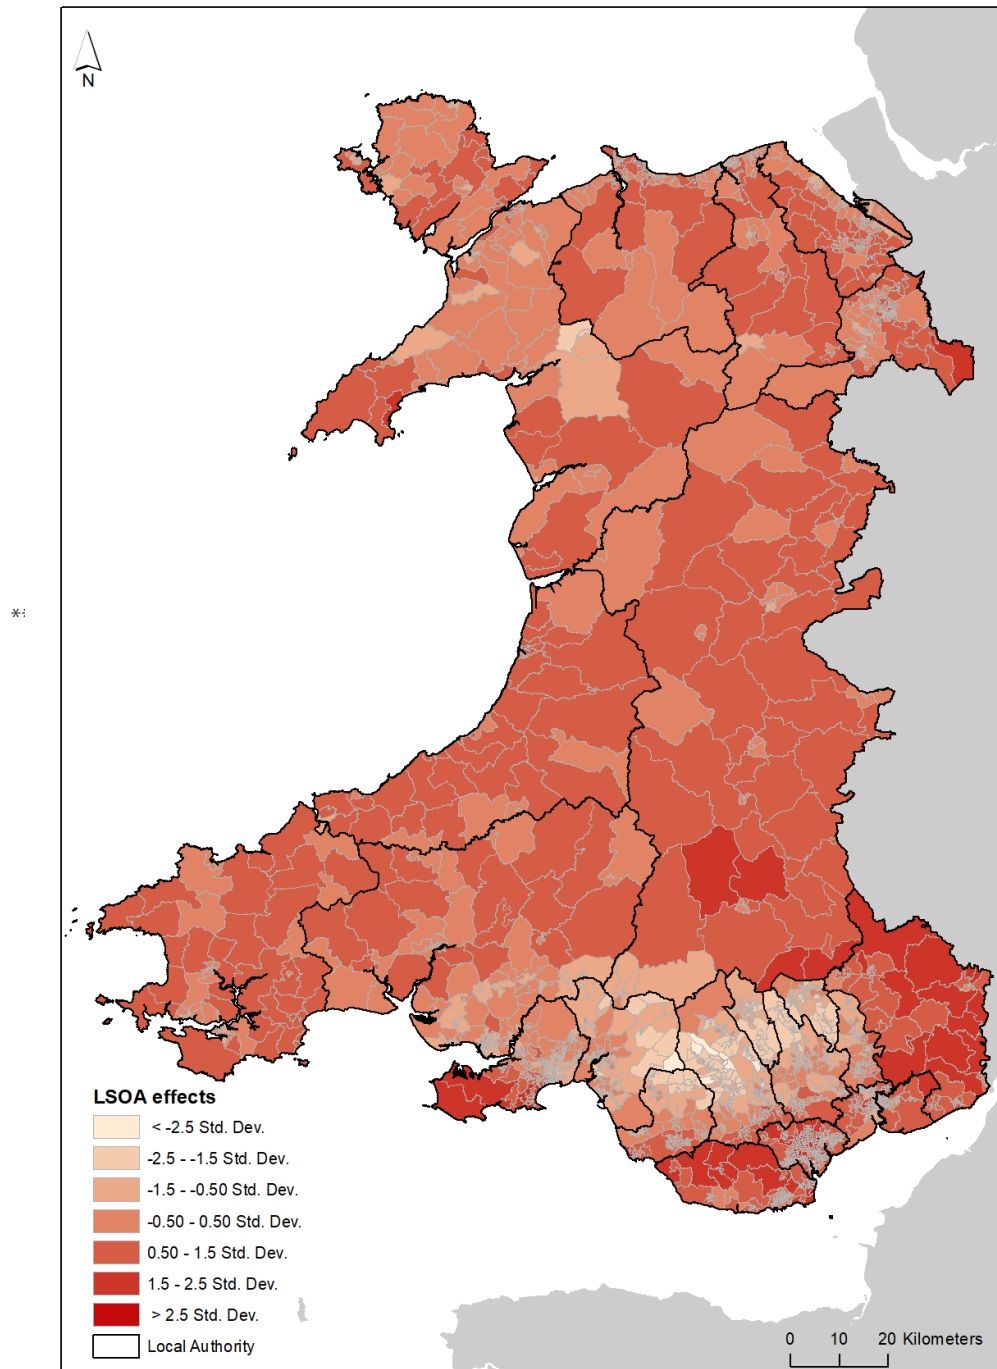 N
*:
LSOA effects
< -2.5 Std. Dev.
-2.5 - -1.5 Std. Dev.
-1.5 - -0.50 Std. Dev.
-0.50 - 0.50 Std. Dev.
0.50 - 1.5 Std. Dev.
1.5 - 2.5 Std. Dev.
> 2.5 Std. Dev.
Local Authority
0 10 20 Kilometers